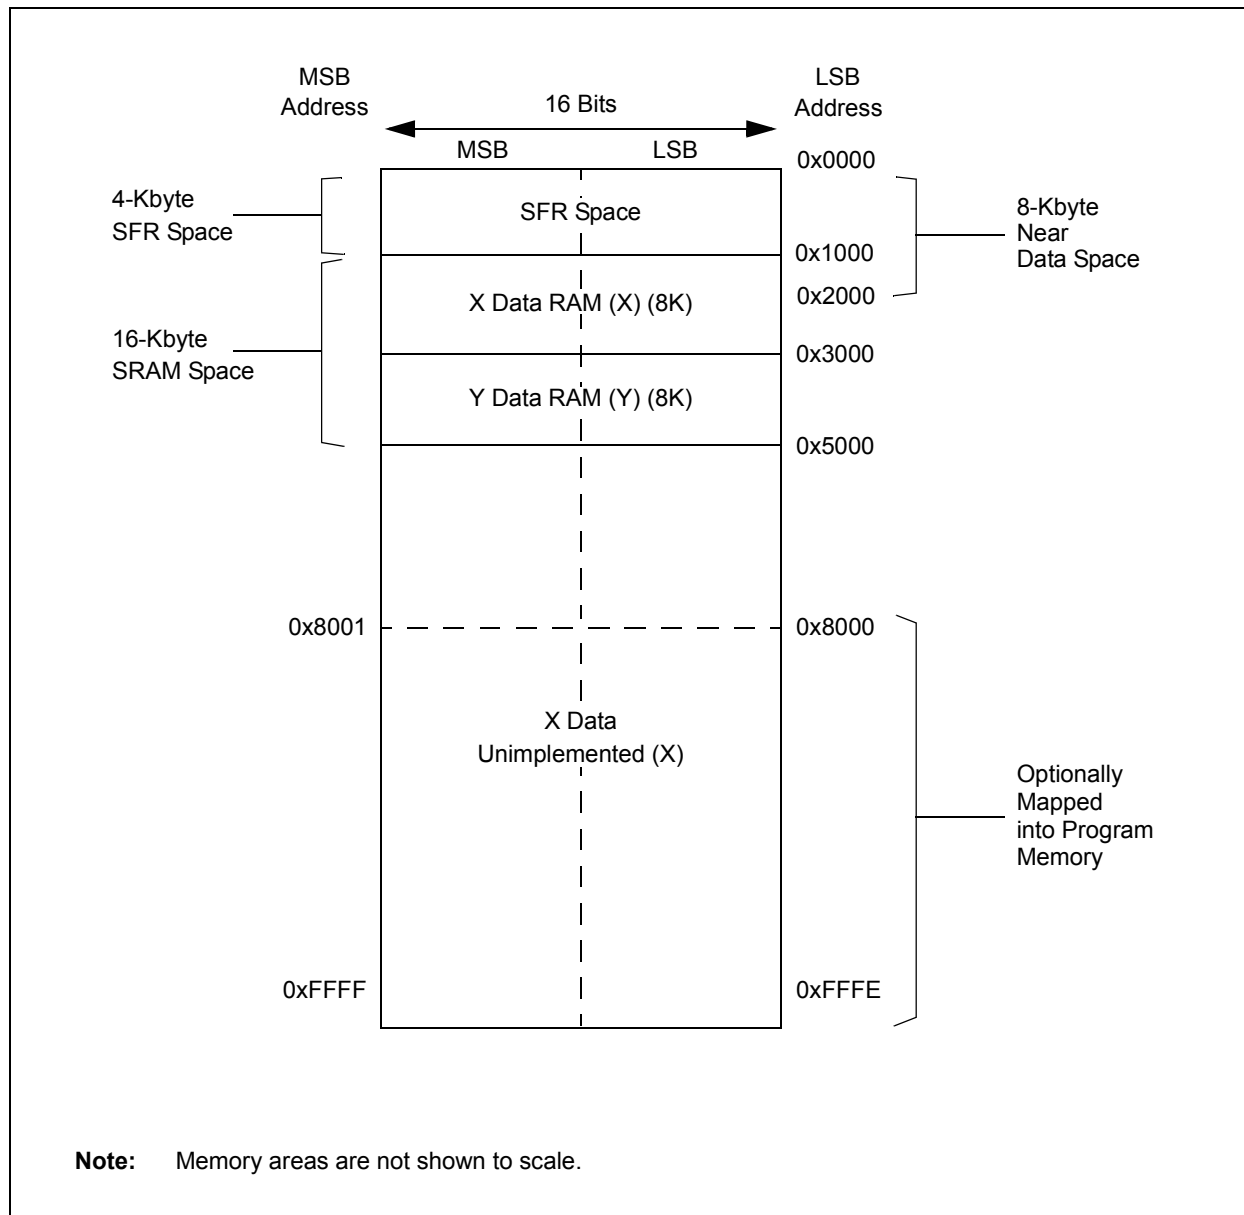 MSB
Address
16 Bits
LSB
Address
MSB
LSB
0x0000
4-Kbyte
SFR Space
SFR Space
8-Kbyte
Near
Data Space
0x1000
X Data RAM (X) (8K)
0x2000
16-Kbyte
SRAM Space
0x3000
Y Data RAM (Y) (8K)
0x5000
0x8001
0x8000
X Data
Unimplemented (X)
Optionally
Mapped
into Program
Memory
0xFFFF
0xFFFE
Note: Memory areas are not shown to scale.